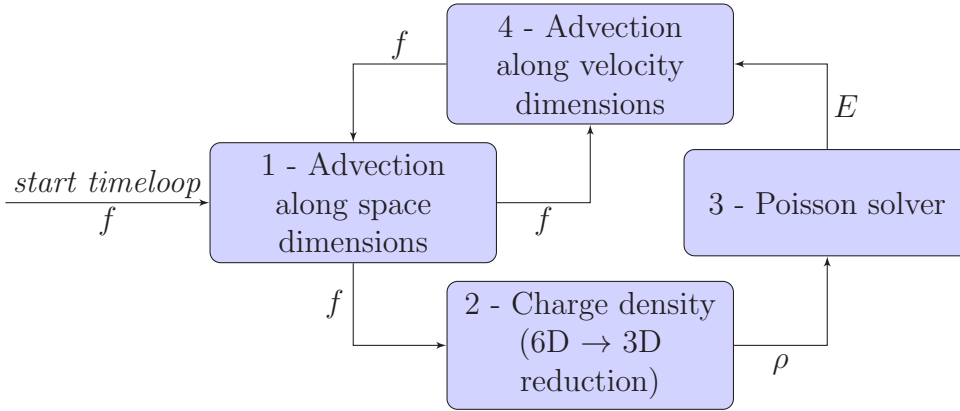 4 - Advection
along velocity
dimensions
f
E
start timeloop
f
1 - Advection
along space
dimensions
f
3 - Poisson solver
f
2 - Charge density
(6D → 3D
reduction)
ρ